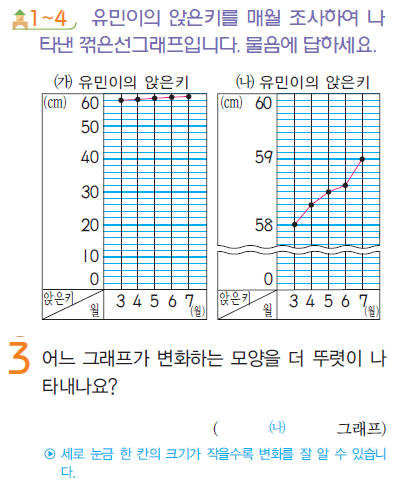 1~4 유민이의 앉은키를 매월 조사하여 나
타낸 꺾은선그래프입니다. 물음에 답하세요.
(가) 유민이의 앉은키
(cm)
60
50
40
30
20
10
0
앉은키
월
3 4 5 6 7
(월)
(나) 유민이의 앉은키
(cm)
60
59
58
0
앉은키
월
3 4 5 6 7
(월)
3 어느 그래프가 변화하는 모양을 더 뚜렷이 나
타내나요?
( (나) 그래프)
세로 눈금 한 칸의 크기가 작을수록 변화를 잘 알 수 있습니
다.